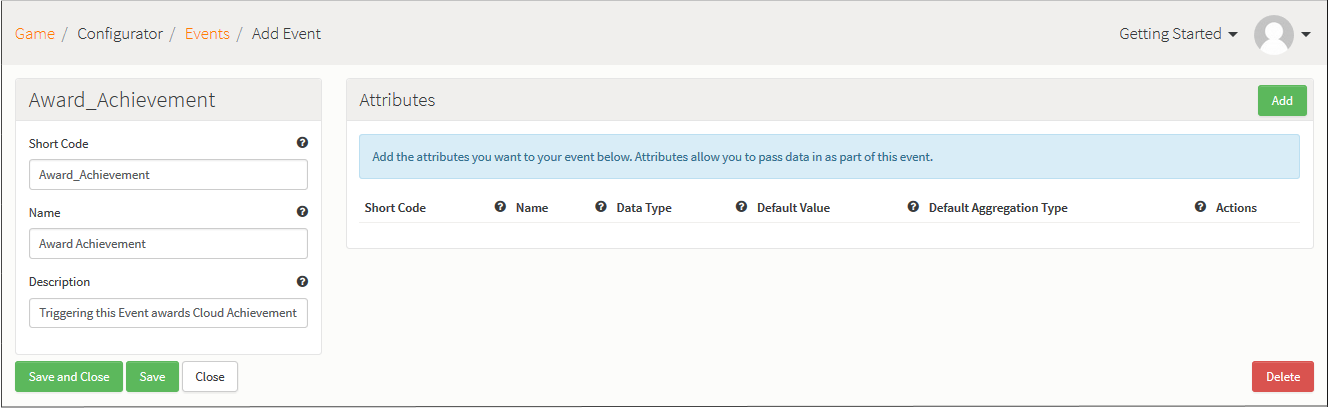 Game / Configurator / Events / Add Event
Getting Started
Award_Achievement
Short Code
Award_Achievement
Name
Award Achievement
Description
Triggering this Event awards Cloud Achievement
Save and Close
Save
Close
Attributes
Add
Add the attributes you want to your event below. Attributes allow you to pass data in as part of this event.
Short Code Name Data Type Default Value Default Aggregation Type Actions
Delete